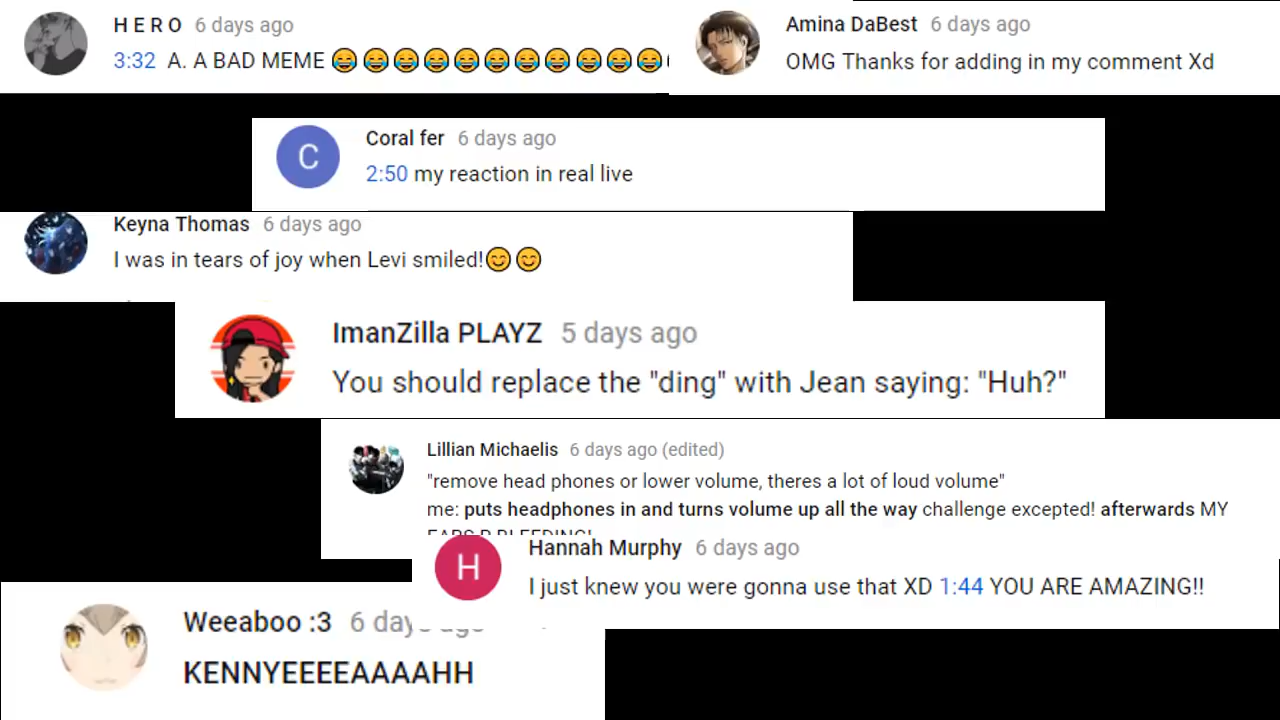 H E R O 6 days ago
3:32 A. A BAD MEME 😂😂😂😂😂😂😂😂😂😂😂
Amina DaBest 6 days ago
OMG Thanks for adding in my comment Xd
C
Coral fer 6 days ago
2:50 my reaction in real live
Keyna Thomas 6 days ago
I was in tears of joy when Levi smiled!😊😊
ImanZilla PLAYZ 5 days ago
You should replace the "ding" with Jean saying: "Huh?"
Lillian Michaelis 6 days ago (edited)
"remove head phones or lower volume, theres a lot of loud volume"
me: puts headphones in and turns volume up all the way challenge excepted! afterwards MY
EARS R BLEEDING!
H
Hannah Murphy 6 days ago
I just knew you were gonna use that XD 1:44 YOU ARE AMAZING!!
Weeaboo :3 6 days ago
KENNYEEEEAAAAHH